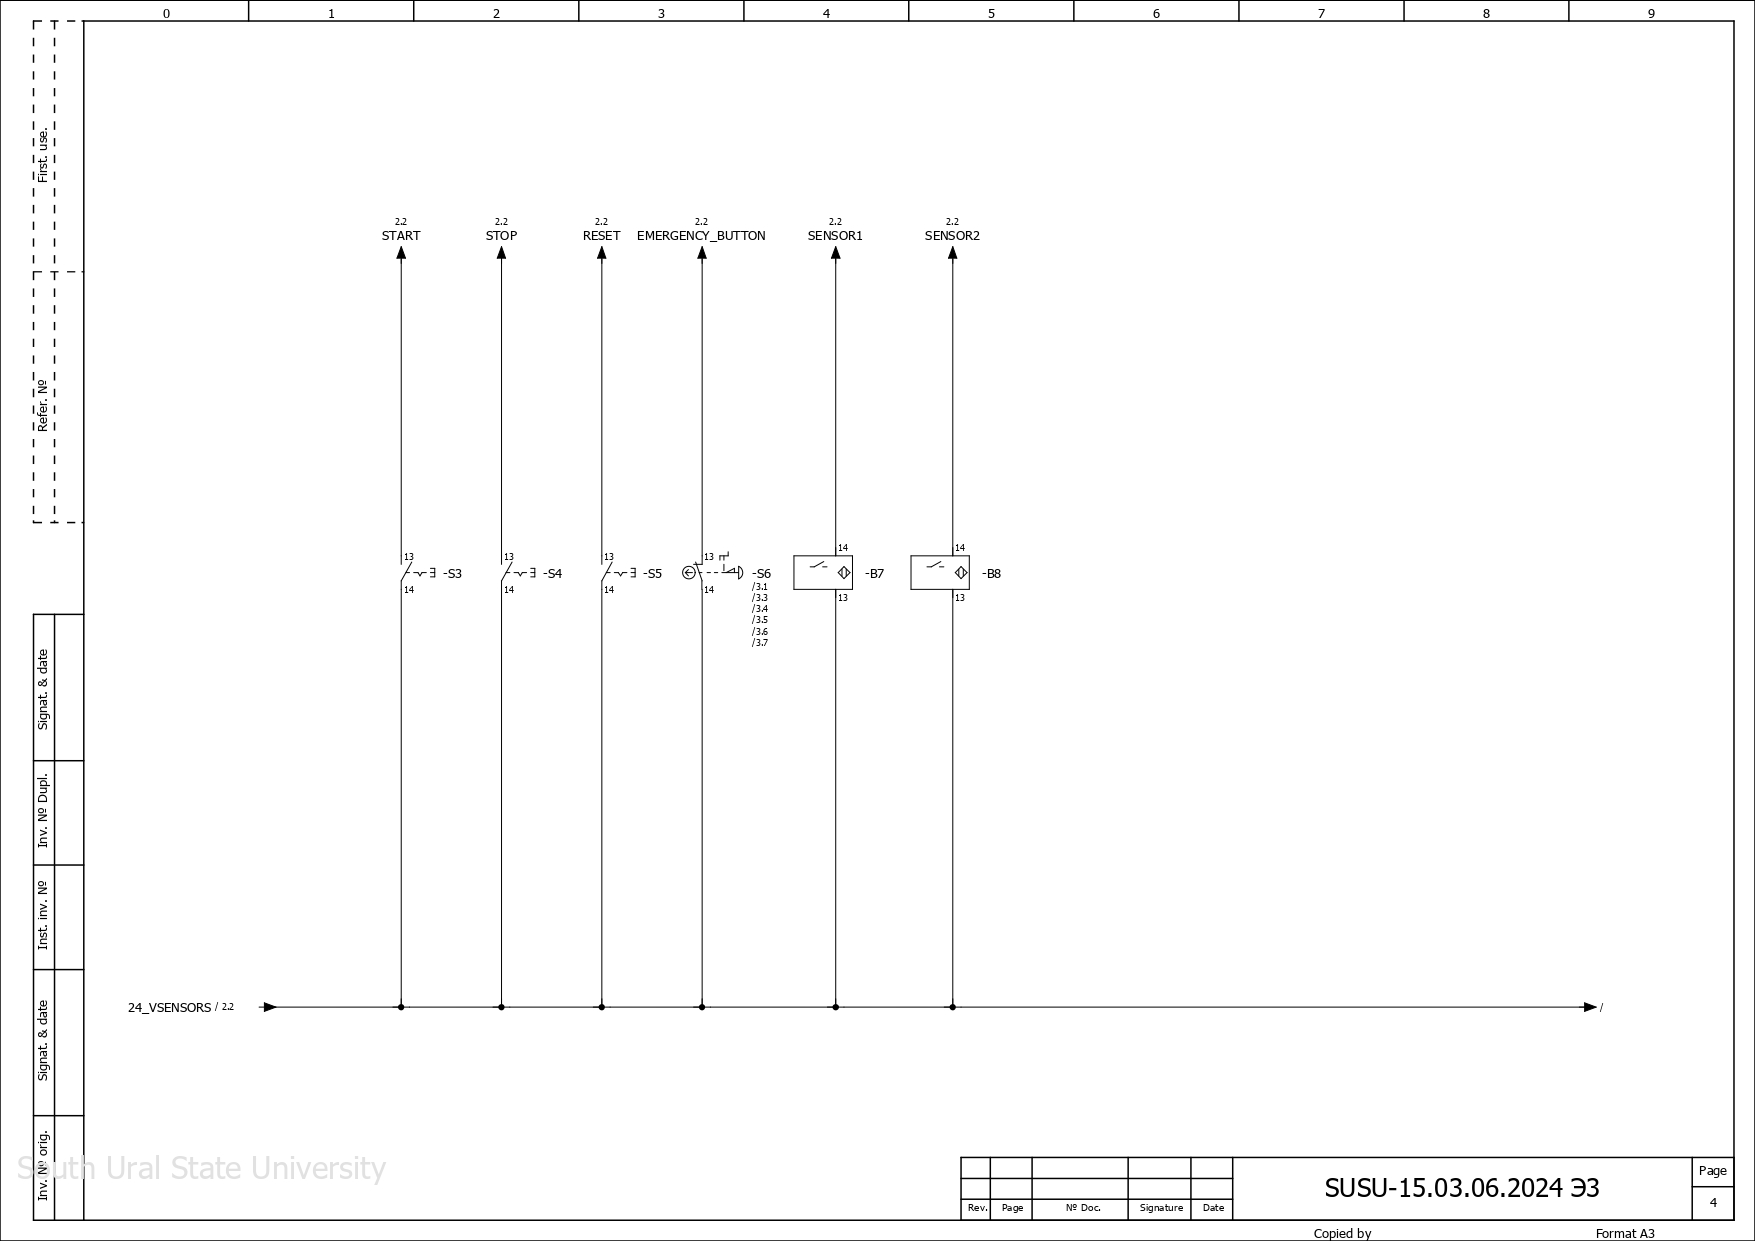 0 1 2 3 4 5 6 7 8 9
First. use.
Refer. Nº
Signat. & date
Inv. Nº Dupl.
Inst. inv. Nº
Signat. & date
Inv. Nº orig.
2.2 2.2 2.2 2.2 2.2 2.2
START STOP RESET EMERGENCY_BUTTON SENSOR1 SENSOR2
13 13 13 13 14 14
-S3 -S4 -S5 -S6 -B7 -B8
14 14 14 14 13 13
/3.1
/3.3
/3.4
/3.5
/3.6
/3.7
24_VSENSORS / 2.2 /
South Ural State University
Rev. Page Nº Doc. Signature Date
SUSU-15.03.06.2024 Э3
Page
4
Copied by Format A3